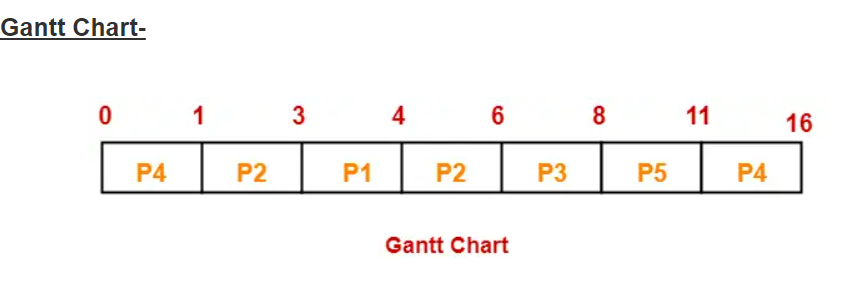 Gantt Chart-
0 1 3 4 6 8 11 16
P4 P2 P1 P2 P3 P5 P4
Gantt Chart